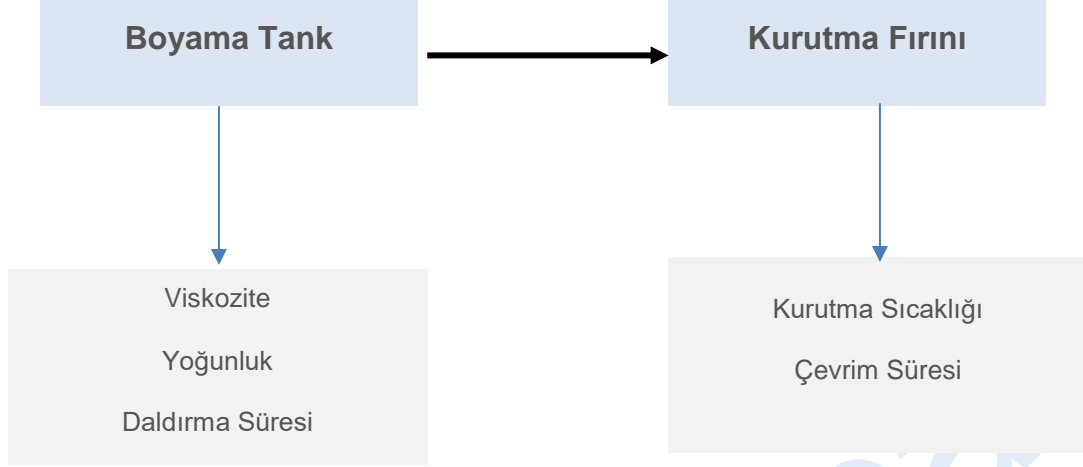 Boyama Tank
Kurutma Fırını
Viskozite
Yoğunluk
Daldırma Süresi
Kurutma Sıcaklığı
Çevrim Süresi